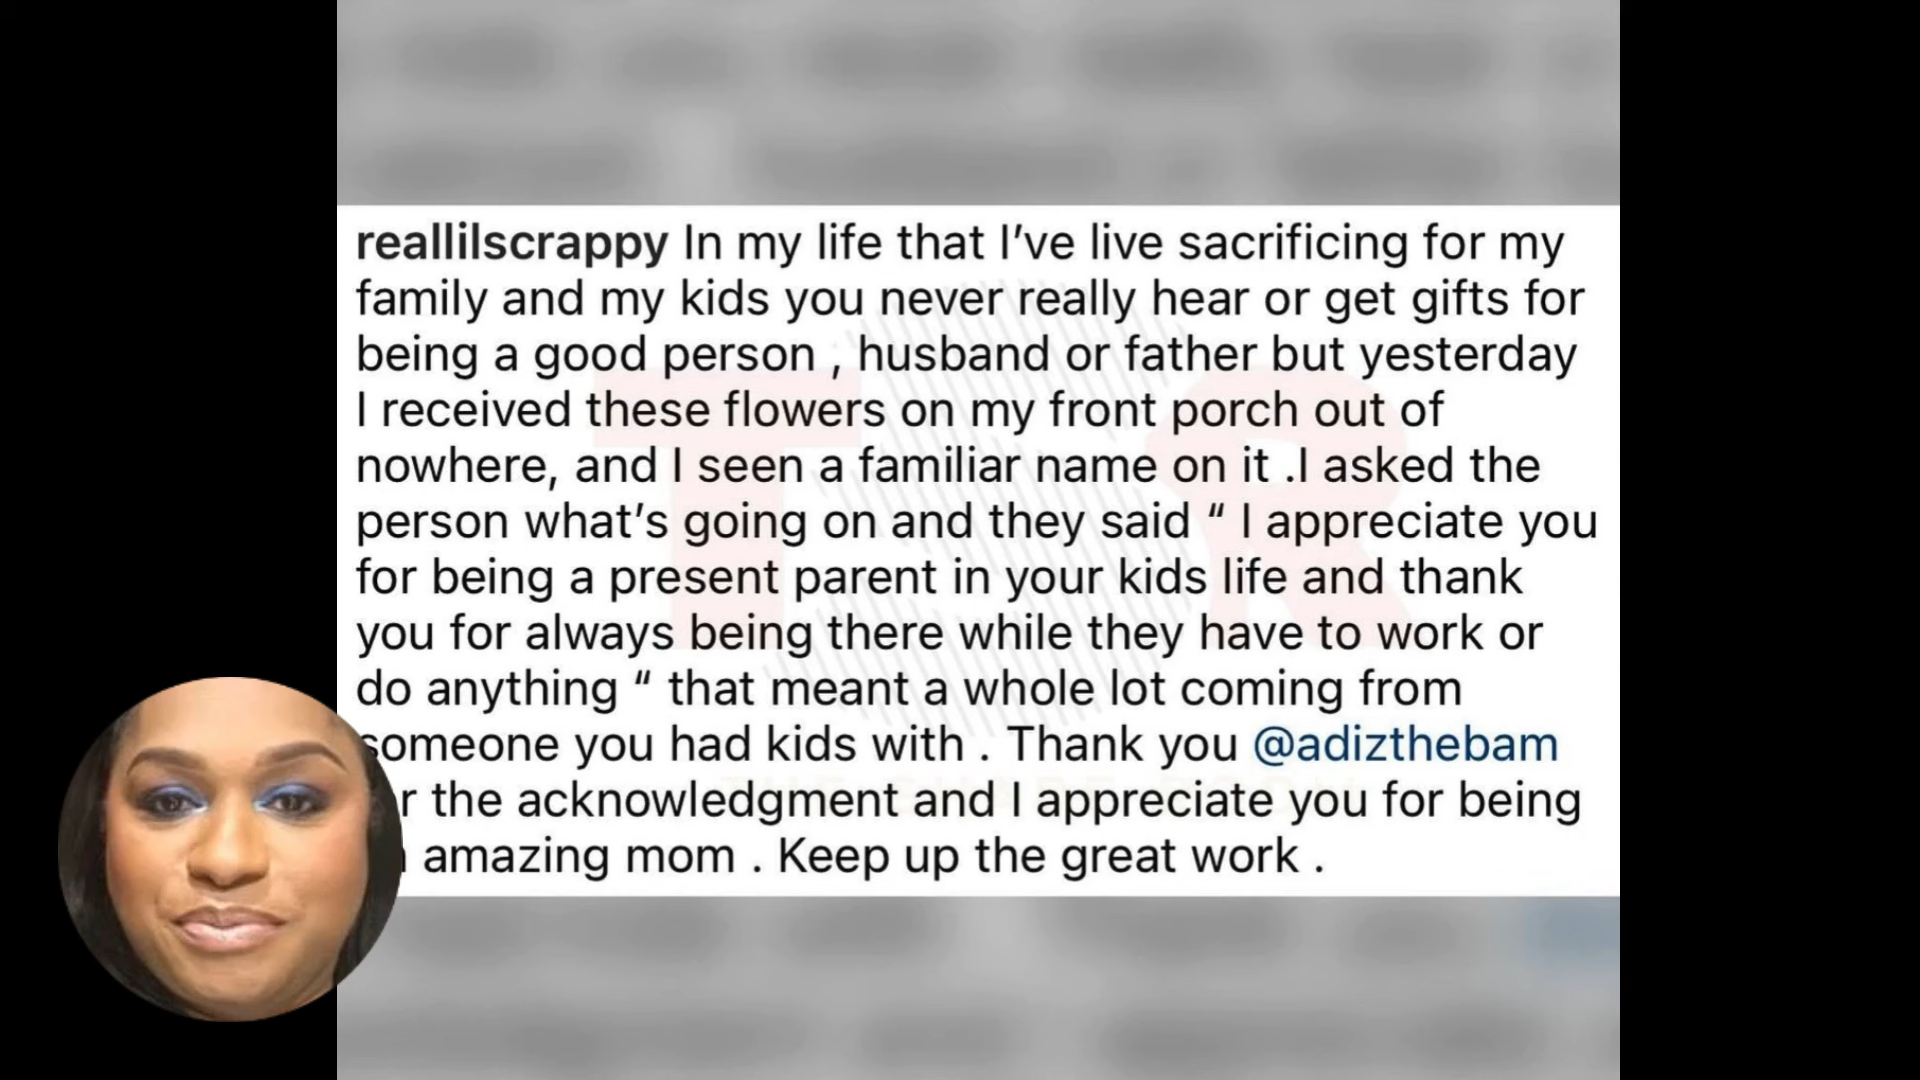 reallilscrappy In my life that I've live sacrificing for my
family and my kids you never really hear or get gifts for
being a good person , husband or father but yesterday
I received these flowers on my front porch out of
nowhere, and I seen a familiar name on it .I asked the
person what's going on and they said “ I appreciate you
for being a present parent in your kids life and thank
you for always being there while they have to work or
do anything “ that meant a whole lot coming from
someone you had kids with . Thank you @adizthebam
the acknowledgment and I appreciate you for being
amazing mom . Keep up the great work .
TSR